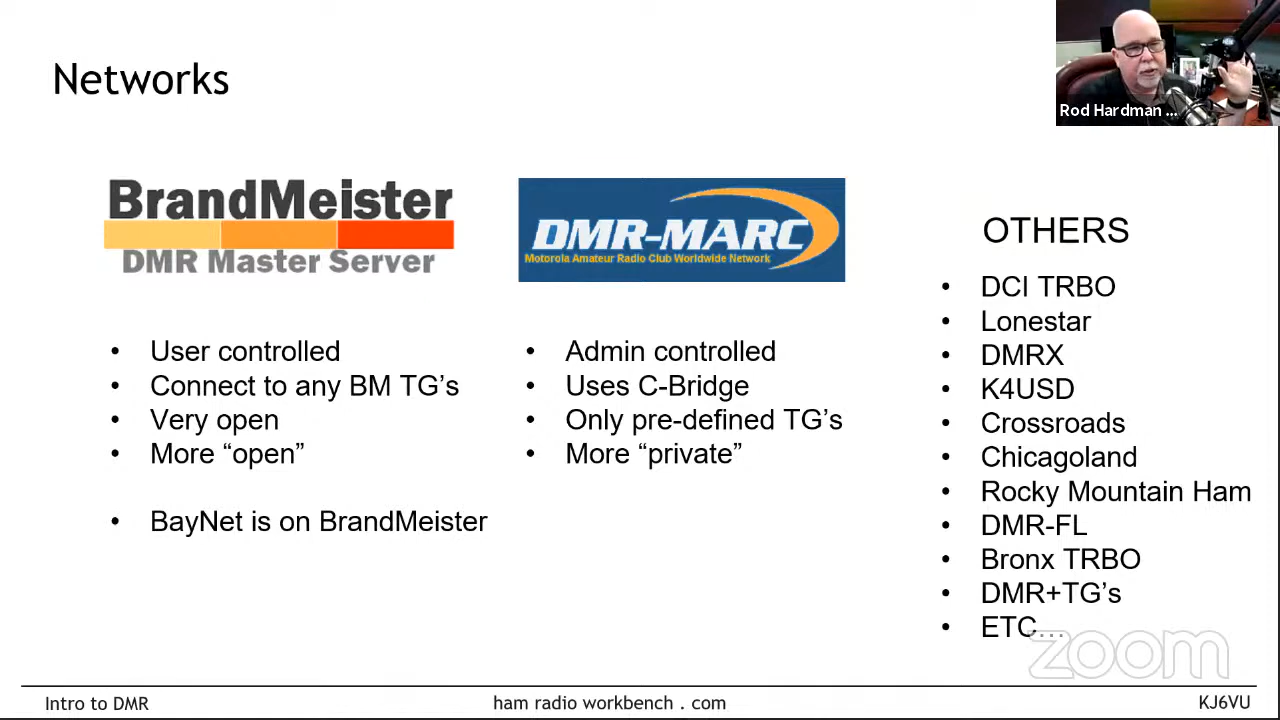 Networks
Rod Hardman ...
BrandMeister
DMR Master Server
DMR-MARC
Motorola Amateur Radio Club Worldwide Network
• User controlled
• Connect to any BM TG’s
• Very open
• More “open”
• BayNet is on BrandMeister
• Admin controlled
• Uses C-Bridge
• Only pre-defined TG’s
• More “private”
OTHERS
• DCI TRBO
• Lonestar
• DMRX
• K4USD
• Crossroads
• Chicagoland
• Rocky Mountain Ham
• DMR-FL
• Bronx TRBO
• DMR+TG’s
• ETC...
zoom
Intro to DMR
ham radio workbench . com
KJ6VU